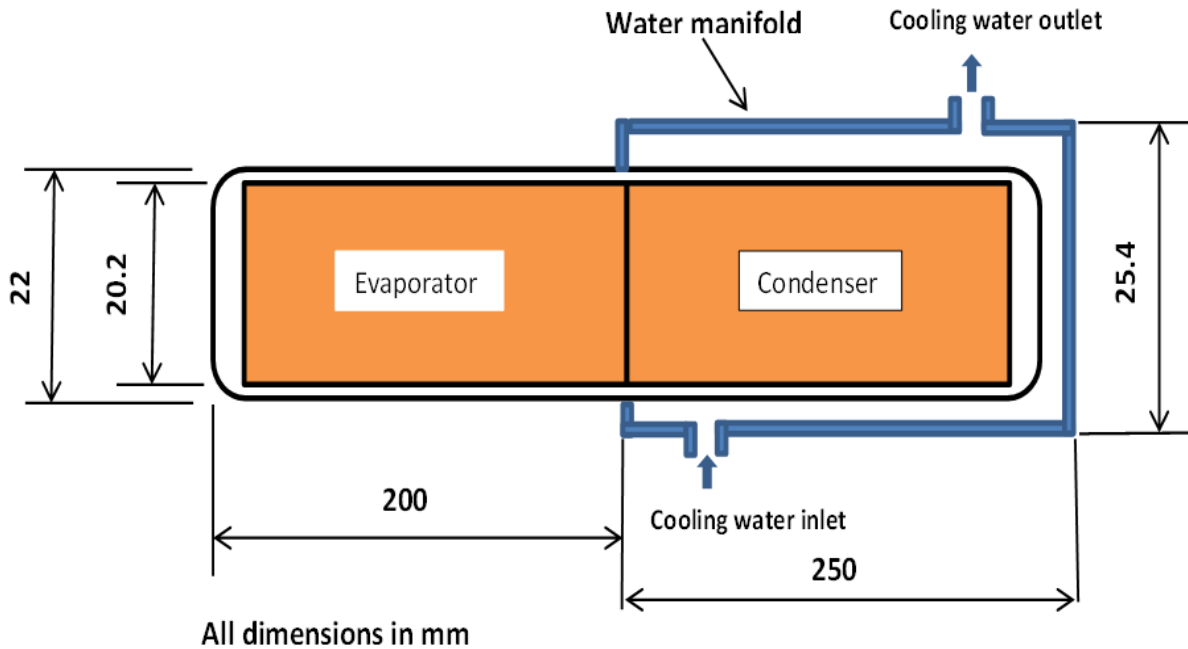 Water manifold
Cooling water outlet
22
20.2
Evaporator
Condenser
25.4
200
Cooling water inlet
250
All dimensions in mm